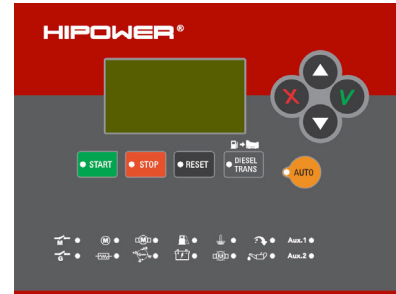 HIPOWER®
X V
START STOP RESET DIESEL
TRANS
AUTO
M M M Aux.1
G M Aux.2